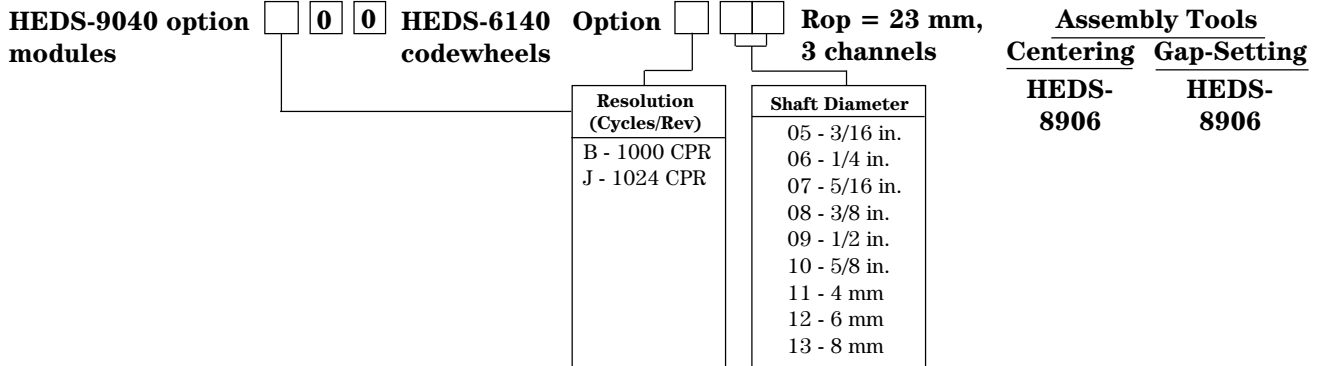 HEDS-9040 option 0 0 HEDS-6140 Option Rop = 23 mm, Assembly Tools
modules codewheels 3 channels Centering Gap-Setting
HEDS- HEDS-
8906 8906
Resolution
(Cycles/Rev)
B - 1000 CPR
J - 1024 CPR
Shaft Diameter
05 - 3/16 in.
06 - 1/4 in.
07 - 5/16 in.
08 - 3/8 in.
09 - 1/2 in.
10 - 5/8 in.
11 - 4 mm
12 - 6 mm
13 - 8 mm